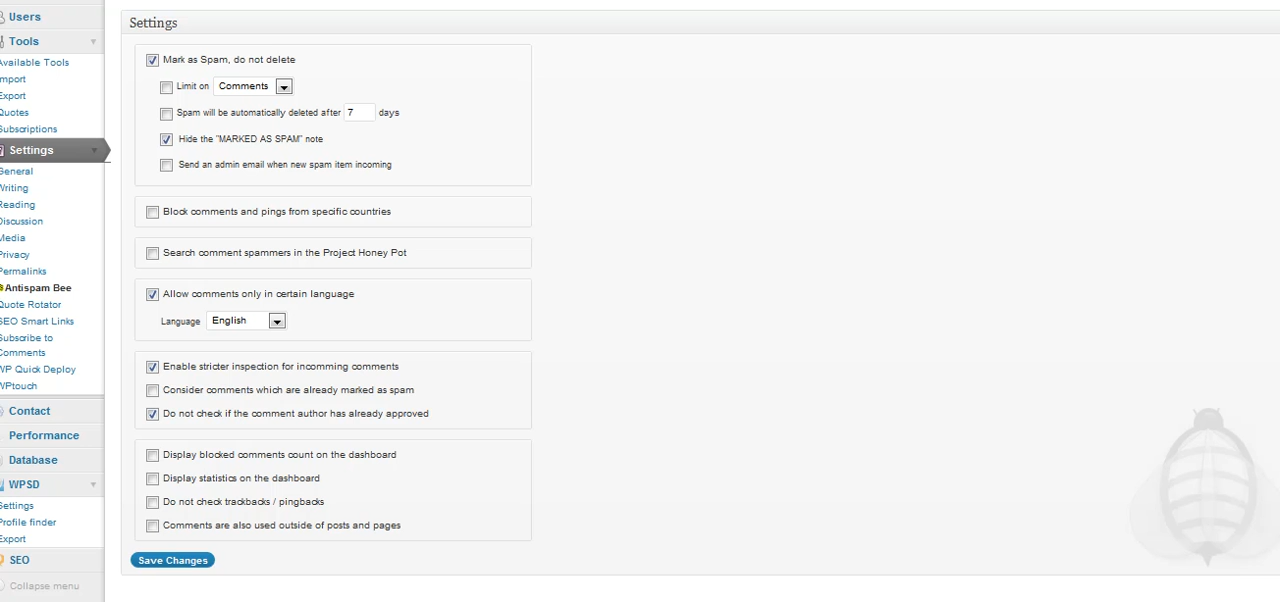 Users
Tools
Available Tools
Import
Export
Quotes
Subscriptions
Settings
General
Writing
Reading
Discussion
Media
Privacy
Permalinks
Antispam Bee
Quote Rotator
SEO Smart Links
Subscribe to
Comments
WP Quick Deploy
WPtouch
Contact
Performance
Database
WPSD
Settings
Profile finder
Export
SEO
Collapse menu
Settings
Mark as Spam, do not delete
Limit on Comments
Spam will be automatically deleted after 7 days
Hide the "MARKED AS SPAM" note
Send an admin email when new spam item incoming
Block comments and pings from specific countries
Search comment spammers in the Project Honey Pot
Allow comments only in certain language
Language English
Enable stricter inspection for incomming comments
Consider comments which are already marked as spam
Do not check if the comment author has already approved
Display blocked comments count on the dashboard
Display statistics on the dashboard
Do not check trackbacks / pingbacks
Comments are also used outside of posts and pages
Save Changes